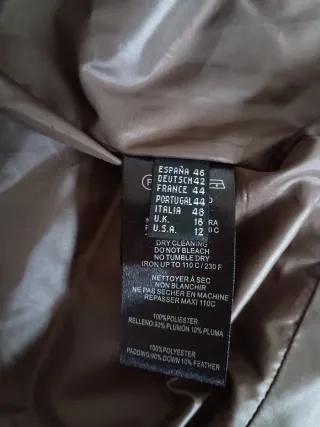 ESPAÑA 46
DEUTSCH 42
FRANCE 44
PORTUGAL 44
ITALIA 48
U.K. 16
U.S.A. 12
DRY CLEANING
DO NOT BLEACH
NO TUMBLE DRY
IRON UP TO 110 C / 230 F
NETTOYER À SEC
NON BLANCHIR
NE PAS SECHER EN MACHINE
REPASSER MAXI 110C
100%POLIESTER
RELLENO:90% PLUMÓN 10% PLUMA
100%POLYESTER
PADDING:90% DOWN 10% FEATHER